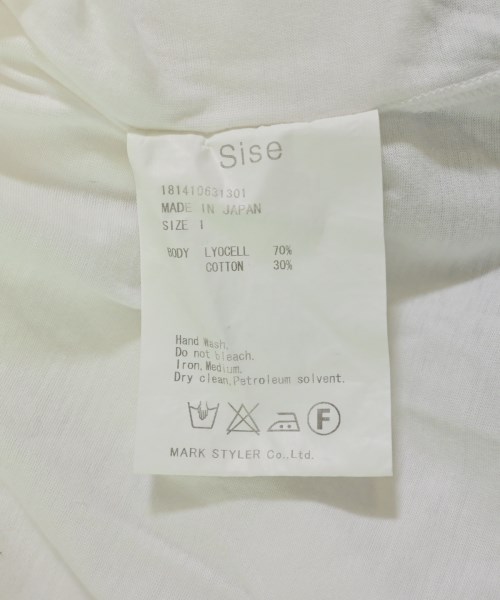 Sise
181410631301
MADE IN JAPAN
SIZE 1
BODY LYOCELL 70%
COTTON 30%
Hand Wash.
Do not bleach.
Iron,Medium.
Dry clean,Petroleum solvent.
F
MARK STYLER Co.,Ltd.